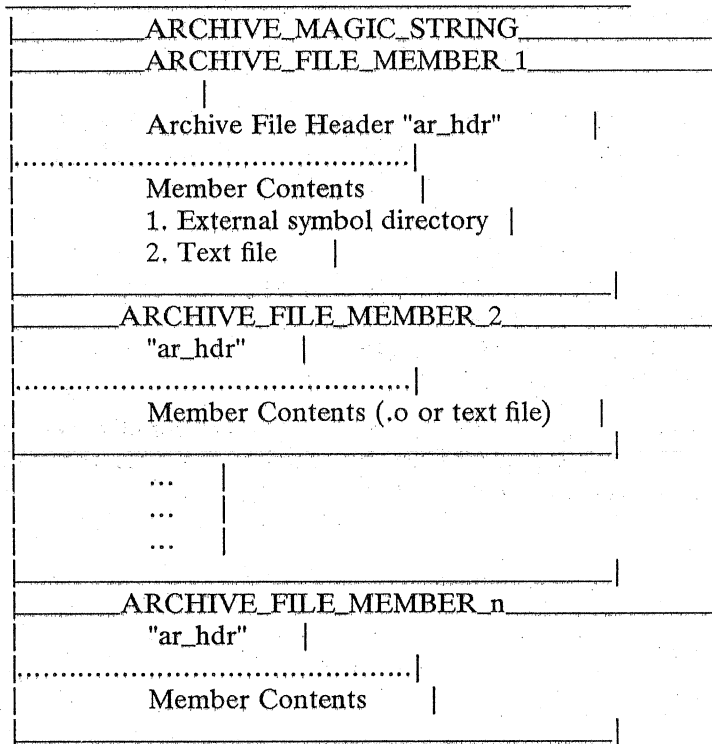 ARCHIVE_MAGIC_STRING
ARCHIVE_FILE_MEMBER_1
Archive File Header "ar_hdr"
Member Contents
1. External symbol directory
2. Text file
ARCHIVE_FILE_MEMBER_2
"ar_hdr"
Member Contents (.o or text file)
...
...
...
ARCHIVE_FILE_MEMBER_n
"ar_hdr"
Member Contents